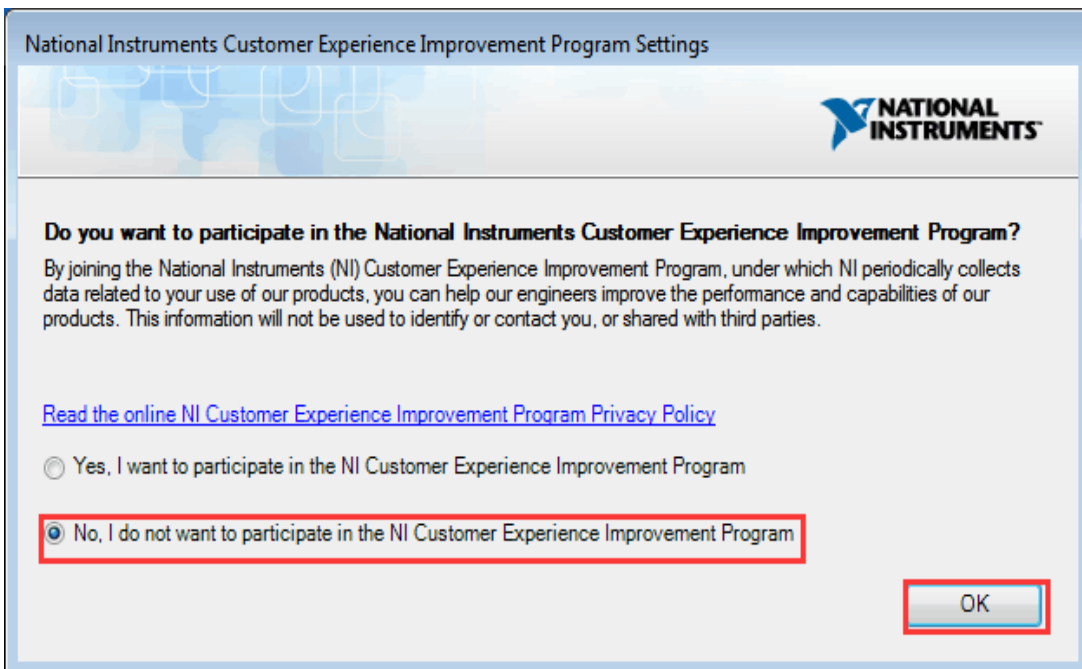 National Instruments Customer Experience Improvement Program Settings
NATIONAL
INSTRUMENTS™
Do you want to participate in the National Instruments Customer Experience Improvement Program?
By joining the National Instruments (NI) Customer Experience Improvement Program, under which NI periodically collects
data related to your use of our products, you can help our engineers improve the performance and capabilities of our
products. This information will not be used to identify or contact you, or shared with third parties.
Read the online NI Customer Experience Improvement Program Privacy Policy
Yes, I want to participate in the NI Customer Experience Improvement Program
No, I do not want to participate in the NI Customer Experience Improvement Program
OK